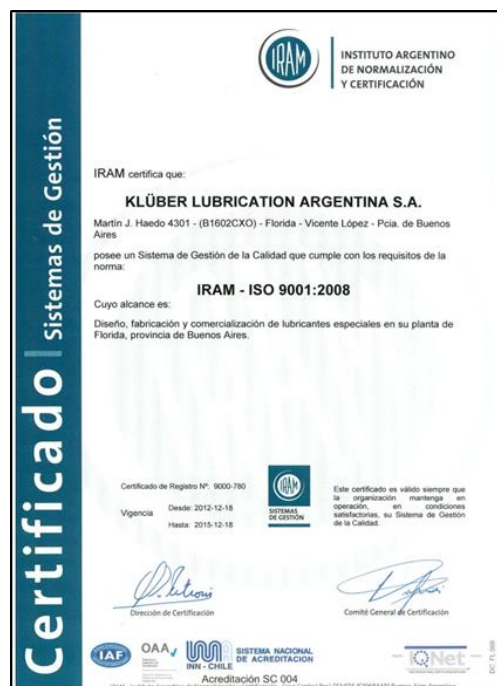 IRAM
INSTITUTO ARGENTINO
DE NORMALIZACIÓN
Y CERTIFICACIÓN
Certificado Sistemas de Gestión
IRAM certifica que:
KLÜBER LUBRICATION ARGENTINA S.A.
Martín J. Haedo 4301 - (B1602CXO) - Florida - Vicente López - Pcia. de Buenos
Aires
posee un Sistema de Gestión de la Calidad que cumple con los requisitos de la
norma:
IRAM - ISO 9001:2008
Cuyo alcance es:
Diseño, fabricación y comercialización de lubricantes especiales en su planta de
Florida, provincia de Buenos Aires.
Certificado de Registro Nº: 9000-780
Vigencia
Desde: 2012-12-18
Hasta: 2015-12-18
IRAM
SISTEMAS
DE GESTIÓN
Este certificado es válido siempre que
la organización mantenga en
operación, en condiciones
satisfactorias, su Sistema de Gestión
de la Calidad.
Dirección de Certificación
Comité General de Certificación
IAF
OAA
INN - CHILE
SISTEMA NACIONAL
DE ACREDITACION
Acreditación SC 004
IQNet